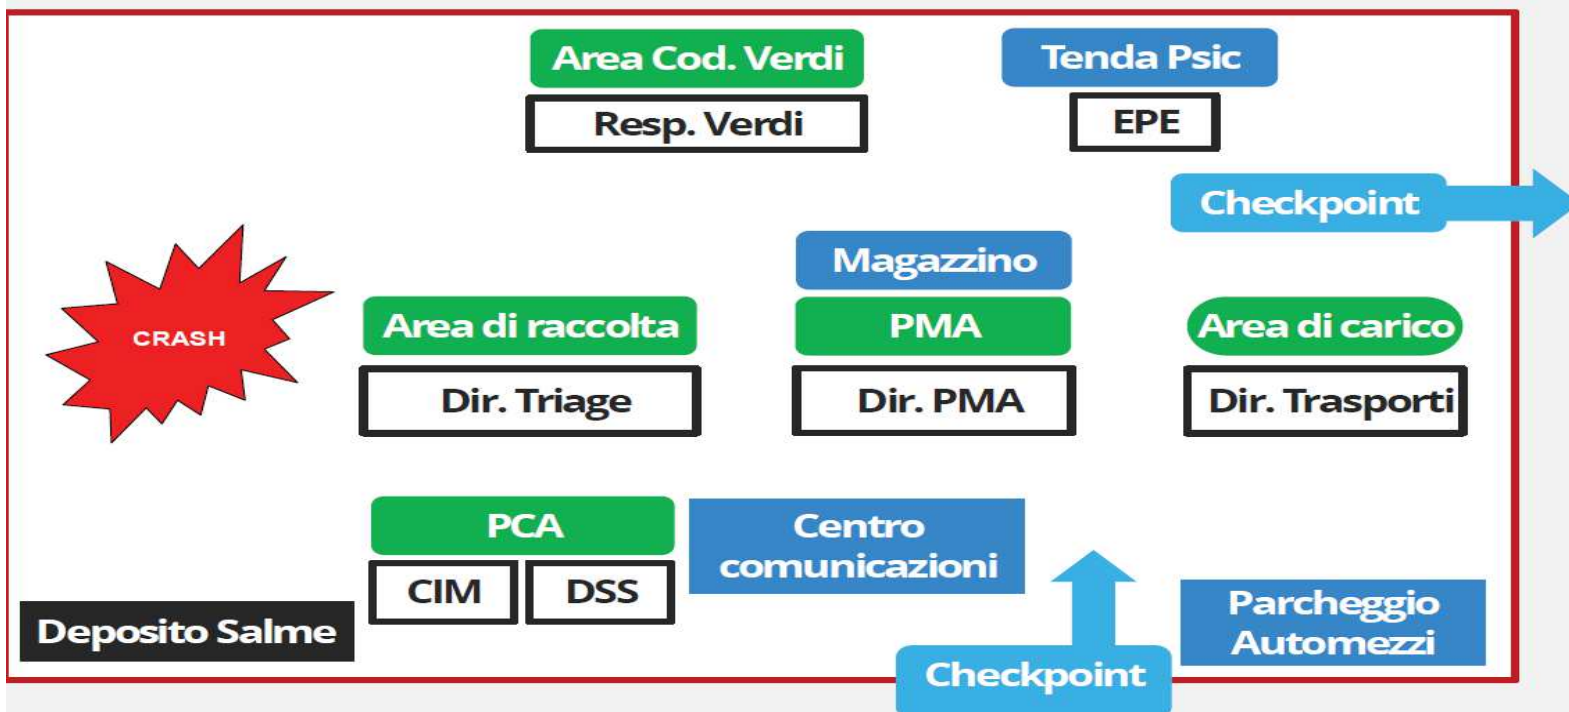 Area Cod. Verdi
Resp. Verdi
Tenda Psic
EPE
Checkpoint
CRASH
Area di raccolta
Dir. Triage
Magazzino
PMA
Dir. PMA
Area di carico
Dir. Trasporti
PCA
CIM
DSS
Centro
comunicazioni
Deposito Salme
Checkpoint
Parcheggio
Automezzi